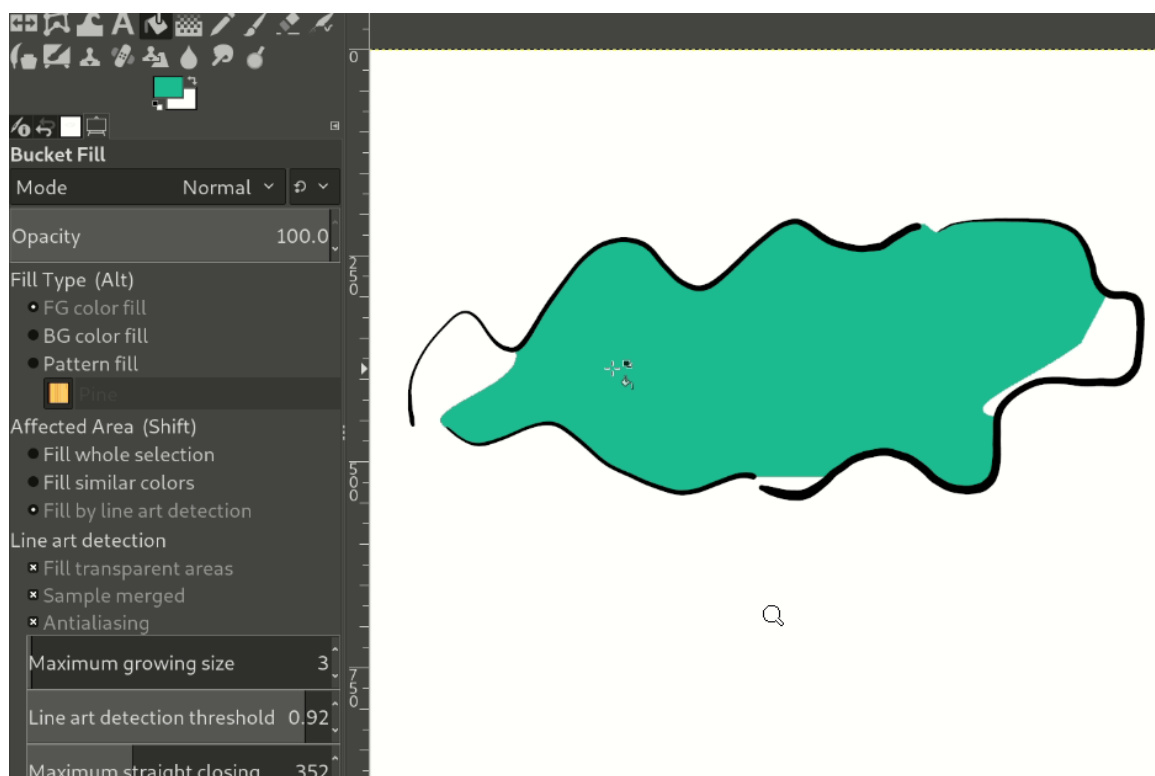 Bucket Fill
Mode Normal
Opacity 100.0
Fill Type (Alt)
FG color fill
BG color fill
Pattern fill
Pine
Affected Area (Shift)
Fill whole selection
Fill similar colors
Fill by line art detection
Line art detection
Fill transparent areas
Sample merged
Antialiasing
Maximum growing size 3
Line art detection threshold 0.92
Maximum straight closing 352
0
250
500
750